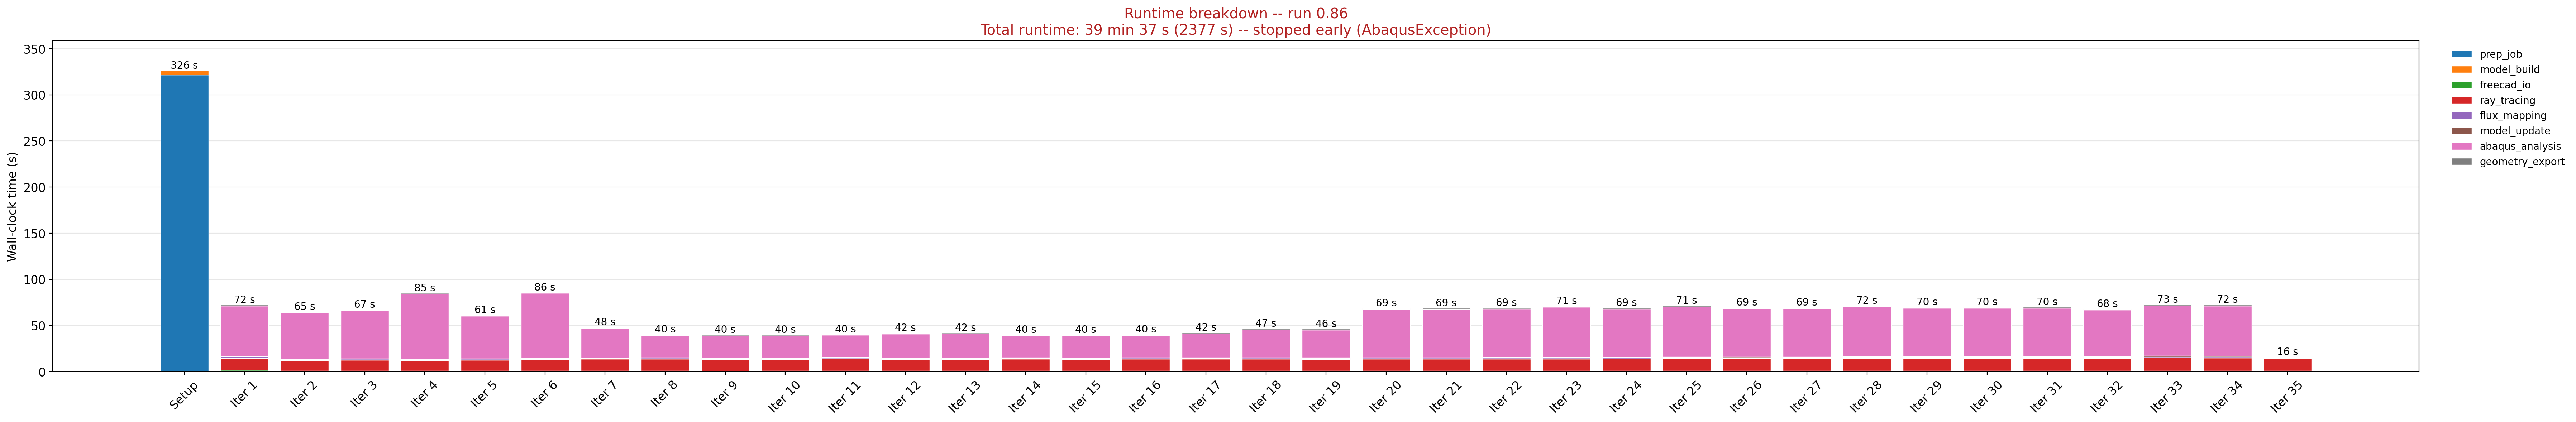 Runtime breakdown -- run 0.86
Total runtime: 39 min 37 s (2377 s) -- stopped early (AbaqusException)
Wall-clock time (s)
350
300
250
200
150
100
50
0
326 s
72 s
65 s
67 s
85 s
61 s
86 s
48 s
40 s
40 s
40 s
40 s
42 s
42 s
40 s
40 s
40 s
42 s
47 s
46 s
69 s
69 s
69 s
71 s
69 s
71 s
69 s
69 s
72 s
70 s
70 s
70 s
68 s
73 s
72 s
16 s
Setup
Iter 1
Iter 2
Iter 3
Iter 4
Iter 5
Iter 6
Iter 7
Iter 8
Iter 9
Iter 10
Iter 11
Iter 12
Iter 13
Iter 14
Iter 15
Iter 16
Iter 17
Iter 18
Iter 19
Iter 20
Iter 21
Iter 22
Iter 23
Iter 24
Iter 25
Iter 26
Iter 27
Iter 28
Iter 29
Iter 30
Iter 31
Iter 32
Iter 33
Iter 34
Iter 35
prep_job
model_build
freecad_io
ray_tracing
flux_mapping
model_update
abaqus_analysis
geometry_export